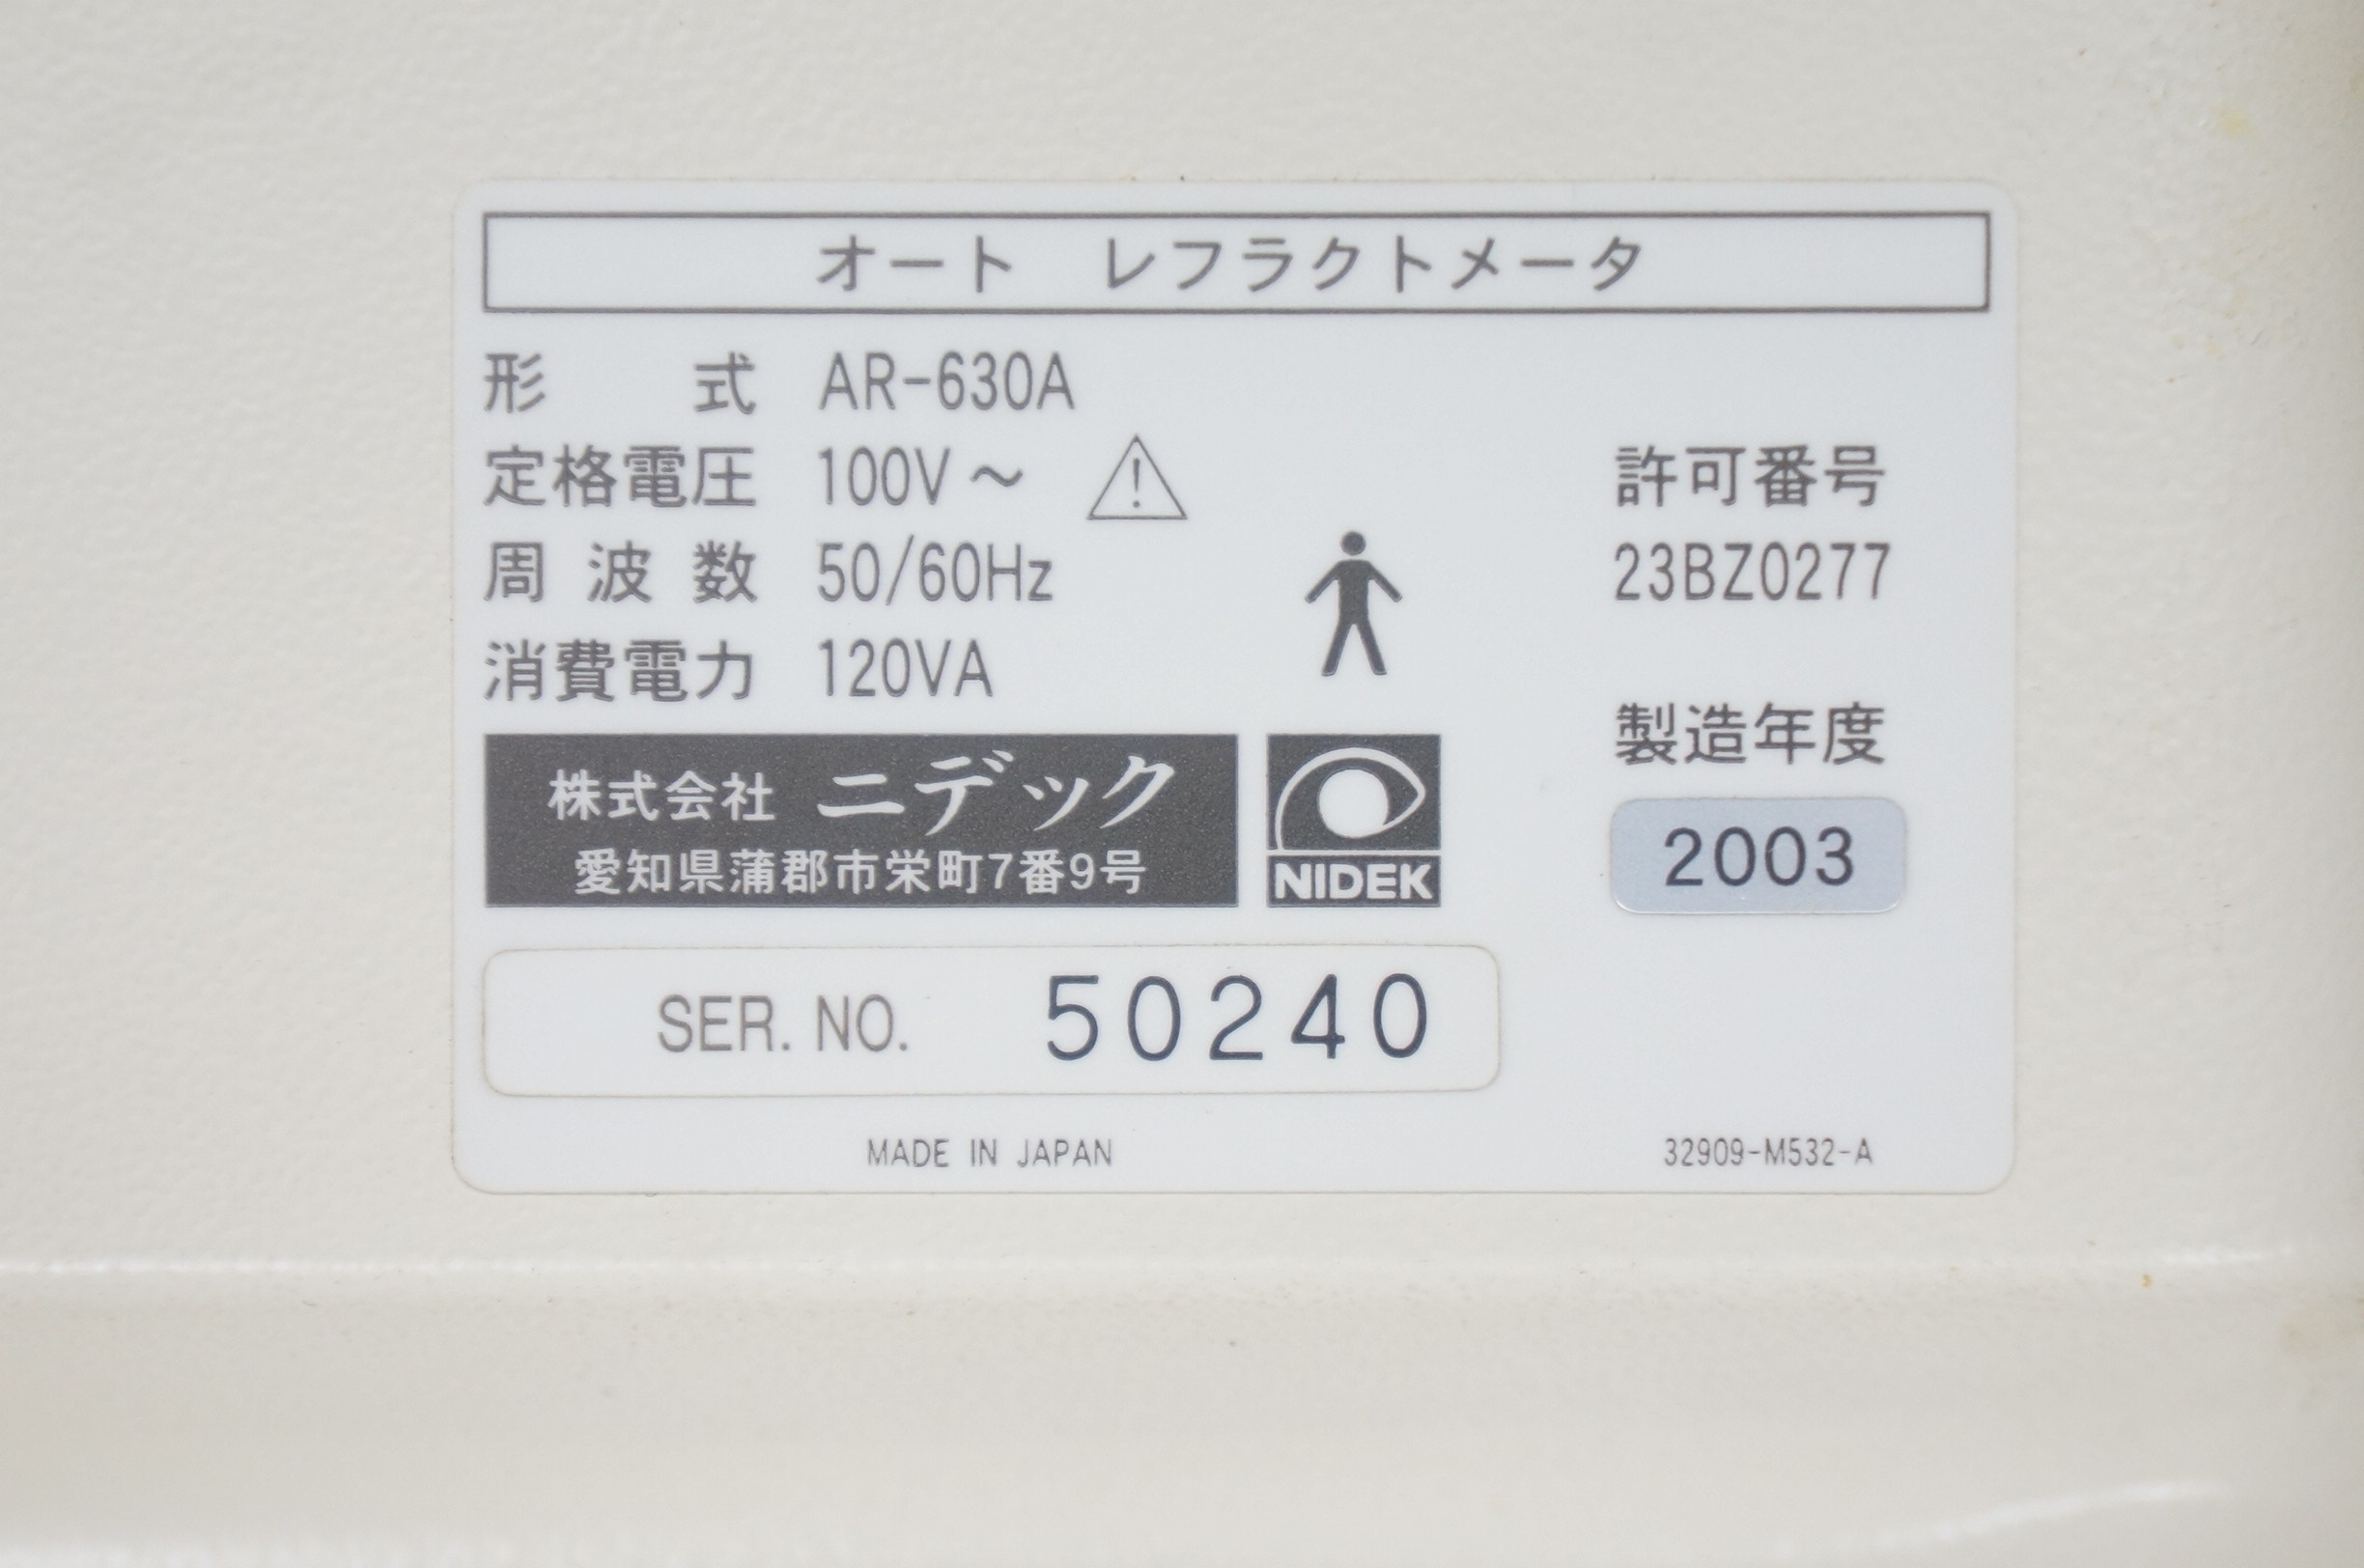 オート レフラクトメータ
形式 AR-630A
定格電圧 100V～
周波数 50/60Hz
消費電力 120VA
許可番号
23BZ0277
製造年度
2003
株式会社 ニデック
愛知県蒲郡市栄町7番9号
NIDEK
SER. NO. 50240
MADE IN JAPAN
32909-M532-A